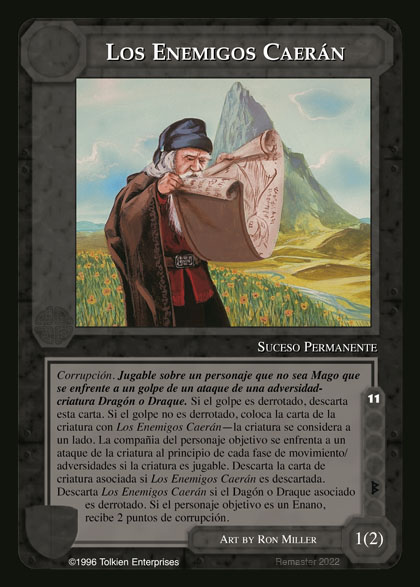 Los Enemigos Caerán
Suceso Permanente
Corrupción. Jugable sobre un personaje que no sea Mago que
se enfrente a un golpe de un ataque de una adversidad-
criatura Dragón o Draque. Si el golpe es derrotado, descarta
esta carta. Si el golpe no es derrotado, coloca la carta de la
criatura con Los Enemigos Caerán—la criatura se considera a
un lado. La compañia del personaje objetivo se enfrenta a un
ataque de la criatura al principio de cada fase de movimiento/
adversidades si la criatura es jugable. Descarta la carta de
criatura asociada si Los Enemigos Caerán es descartada.
Descarta Los Enemigos Caerán si el Dagón o Draque asociado
es derrotado. Si el personaje objetivo es un Enano,
recibe 2 puntos de corrupción.
11
Art by Ron Miller
1(2)
©1996 Tolkien Enterprises
Remaster 2022